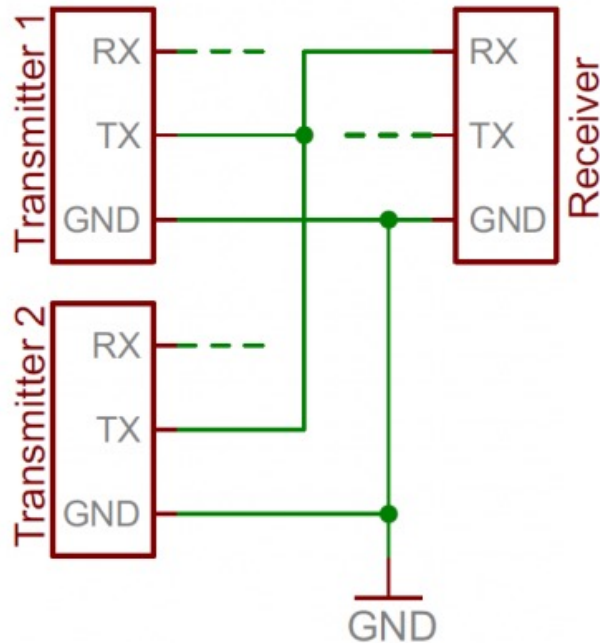 Transmitter 1
RX
TX
GND
RX
TX
GND
Receiver
Transmitter 2
RX
TX
GND
GND